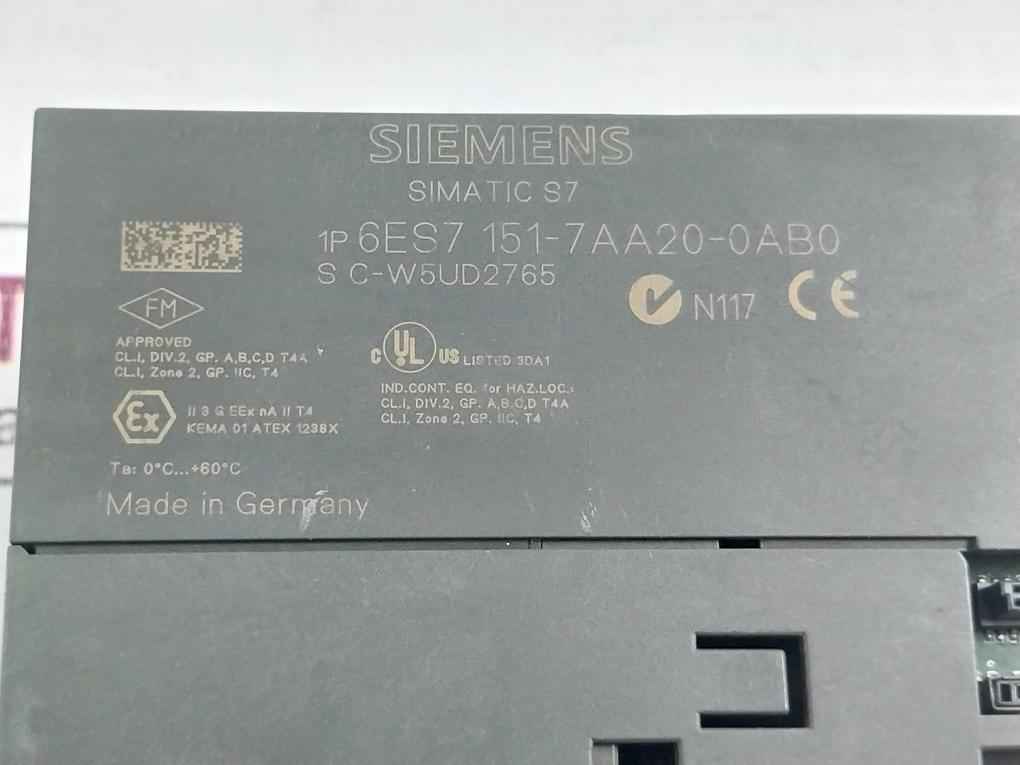 SIEMENS
SIMATIC S7
1P 6ES7 151-7AA20-0AB0
S C-W5UD2765
N117 CE
FM
APPROVED
CL.I, DIV.2, GP. A,B,C,D T4A
CL.I, Zone 2, GP. IIC, T4
C UL US LISTED 3DA1
IND.CONT. EQ. for HAZ.LOC.:
CL.I, DIV.2, GP. A,B,C,D T4A
CL.I, Zone 2, GP. IIC, T4
Ex
II 3 G EEx nA II T4
KEMA 01 ATEX 1238X
Ta: 0°C...+60°C
Made in Germany